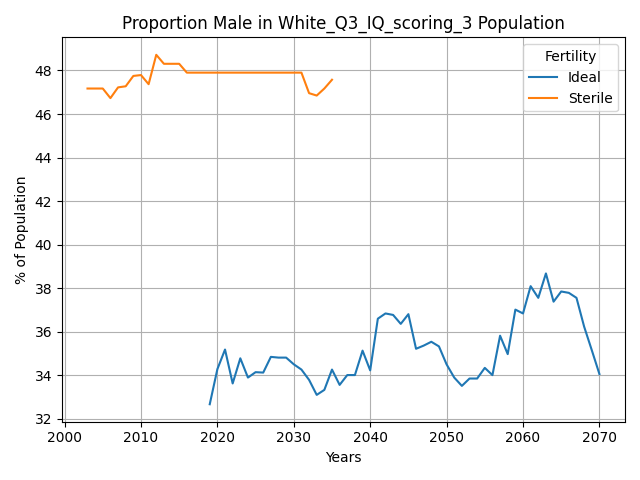 Proportion Male in White_Q3_IQ_scoring_3 Population
Fertility
Ideal
Sterile
% of Population
48
46
44
42
40
38
36
34
32
2000
2010
2020
2030
2040
2050
2060
2070
Years